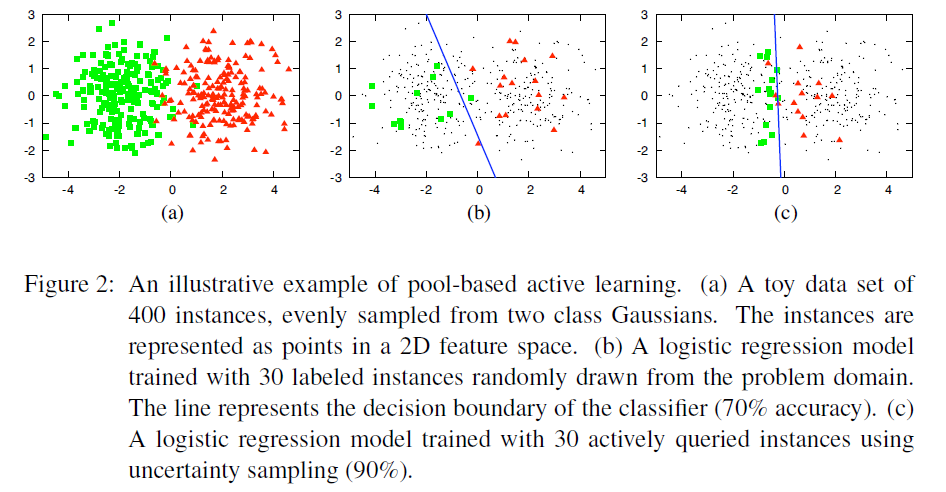 3
2
1
0
-1
-2
-3
-4 -2 0 2 4
(a)
3
2
1
0
-1
-2
-3
-4 -2 0 2 4
(b)
3
2
1
0
-1
-2
-3
-4 -2 0 2 4
(c)
Figure 2: An illustrative example of pool-based active learning. (a) A toy data set of
400 instances, evenly sampled from two class Gaussians. The instances are
represented as points in a 2D feature space. (b) A logistic regression model
trained with 30 labeled instances randomly drawn from the problem domain.
The line represents the decision boundary of the classifier (70% accuracy). (c)
A logistic regression model trained with 30 actively queried instances using
uncertainty sampling (90%).